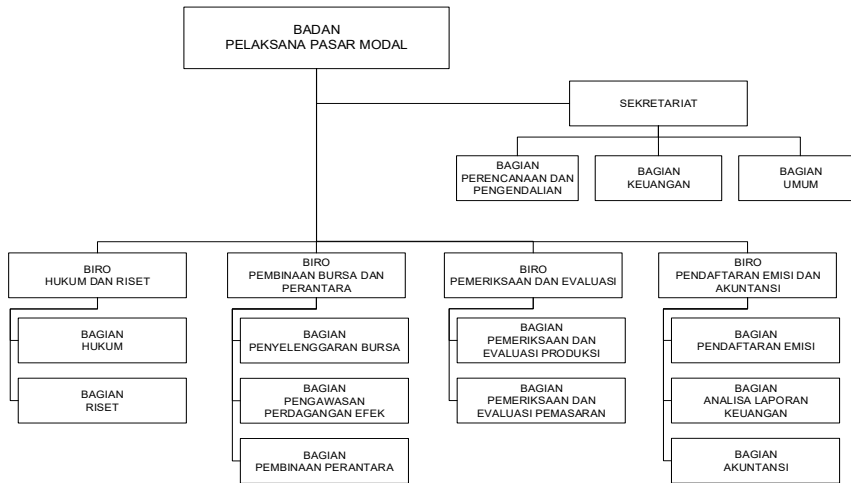 BADAN
PELAKSANA PASAR MODAL
SEKRETARIAT
BAGIAN
PERENCANAAN DAN
PENGENDALIAN
BAGIAN
KEUANGAN
BAGIAN
UMUM
BIRO
HUKUM DAN RISET
BIRO
PEMBINAAN BURSA DAN
PERANTARA
BIRO
PEMERIKSAAN DAN EVALUASI
BIRO
PENDAFTARAN EMISI DAN
AKUNTANSI
BAGIAN
HUKUM
BAGIAN
PENYELENGGARAN BURSA
BAGIAN
PEMERIKSAAN DAN
EVALUASI PRODUKSI
BAGIAN
PENDAFTARAN EMISI
BAGIAN
RISET
BAGIAN
PENGAWASAN
PERDAGANGAN EFEK
BAGIAN
PEMERIKSAAN DAN
EVALUASI PEMASARAN
BAGIAN
ANALISA LAPORAN
KEUANGAN
BAGIAN
PEMBINAAN PERANTARA
BAGIAN
AKUNTANSI